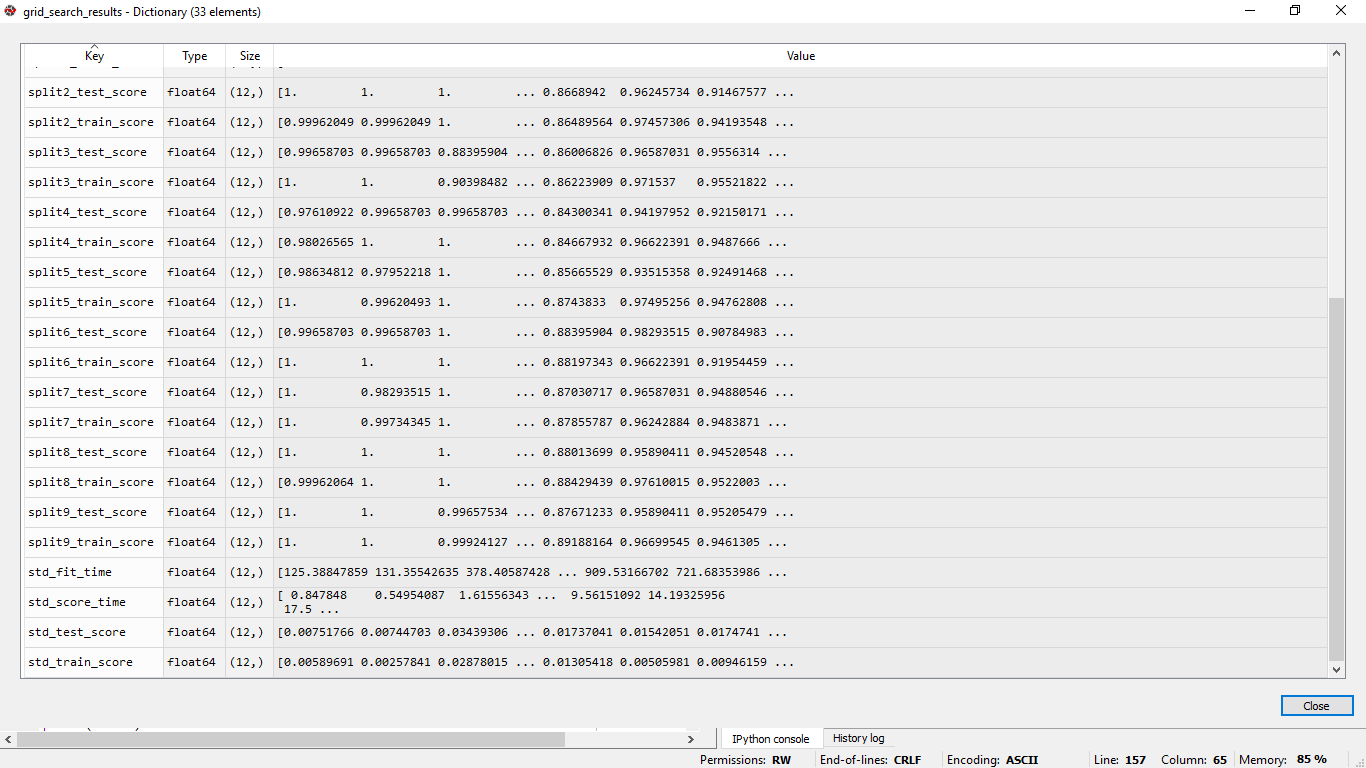 grid_search_results - Dictionary (33 elements)
Key Type Size Value
split2_test_score float64 (12,) [1. 1. 1. ... 0.8668942 0.96245734 0.91467577 ...
split2_train_score float64 (12,) [0.99962049 0.99962049 1. ... 0.86489564 0.97457306 0.94193548 ...
split3_test_score float64 (12,) [0.99658703 0.99658703 0.88395904 ... 0.86006826 0.96587031 0.9556314 ...
split3_train_score float64 (12,) [1. 1. 0.90398482 ... 0.86223909 0.971537 0.95521822 ...
split4_test_score float64 (12,) [0.97610922 0.99658703 0.99658703 ... 0.84300341 0.94197952 0.92150171 ...
split4_train_score float64 (12,) [0.98026565 1. 1. ... 0.84667932 0.96622391 0.9487666 ...
split5_test_score float64 (12,) [0.98634812 0.97952218 1. ... 0.85665529 0.93515358 0.92491468 ...
split5_train_score float64 (12,) [1. 0.99620493 1. ... 0.8743833 0.97495256 0.94762808 ...
split6_test_score float64 (12,) [0.99658703 0.99658703 1. ... 0.88395904 0.98293515 0.90784983 ...
split6_train_score float64 (12,) [1. 1. 1. ... 0.88197343 0.96622391 0.91954459 ...
split7_test_score float64 (12,) [1. 0.98293515 1. ... 0.87030717 0.96587031 0.94880546 ...
split7_train_score float64 (12,) [1. 0.99734345 1. ... 0.87855787 0.96242884 0.9483871 ...
split8_test_score float64 (12,) [1. 1. 1. ... 0.88013699 0.95890411 0.94520548 ...
split8_train_score float64 (12,) [0.99962064 1. 1. ... 0.88429439 0.97610015 0.9522003 ...
split9_test_score float64 (12,) [1. 1. 0.99657534 ... 0.87671233 0.95890411 0.95205479 ...
split9_train_score float64 (12,) [1. 1. 0.99924127 ... 0.89188164 0.96699545 0.9461305 ...
std_fit_time float64 (12,) [125.38847859 131.35542635 378.40587428 ... 909.53166702 721.68353986 ...
std_score_time float64 (12,) [ 0.847848 0.54954087 1.61556343 ... 9.56151092 14.19325956
17.5 ...
std_test_score float64 (12,) [0.00751766 0.00744703 0.03439306 ... 0.01737041 0.01542051 0.0174741 ...
std_train_score float64 (12,) [0.00589691 0.00257841 0.02878015 ... 0.01305418 0.00505981 0.00946159 ...
Close
IPython console History log
Permissions: RW End-of-lines: CRLF Encoding: ASCII Line: 157 Column: 65 Memory: 85 %